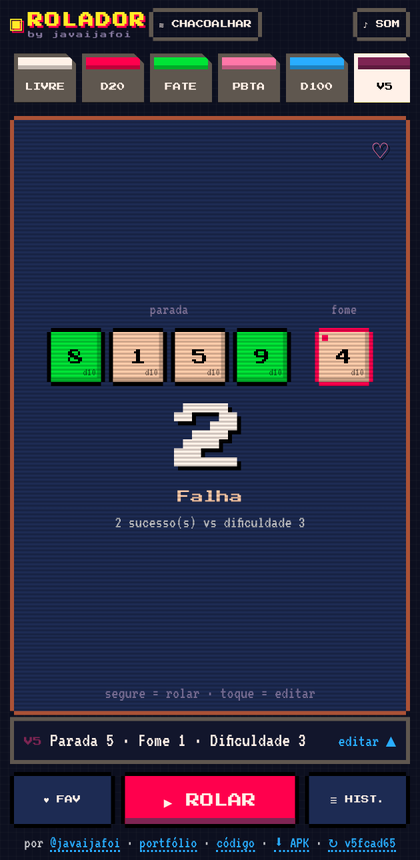 ROLADOR
by javaijafoi
≋ CHACOALHAR
♪ SOM
LIVRE
D20
FATE
PBTA
D100
V5
♡
parada
fome
8
d10
1
d10
5
d10
9
d10
4
d10
2
Falha
2 sucesso(s) vs dificuldade 3
segure = rolar · toque = editar
V5 Parada 5 · Fome 1 · Dificuldade 3
editar ▲
♥ FAV
▶ ROLAR
≡ HIST.
por @javaijafoi · portfólio · código · ⬇ APK · ↻ v5fcad65